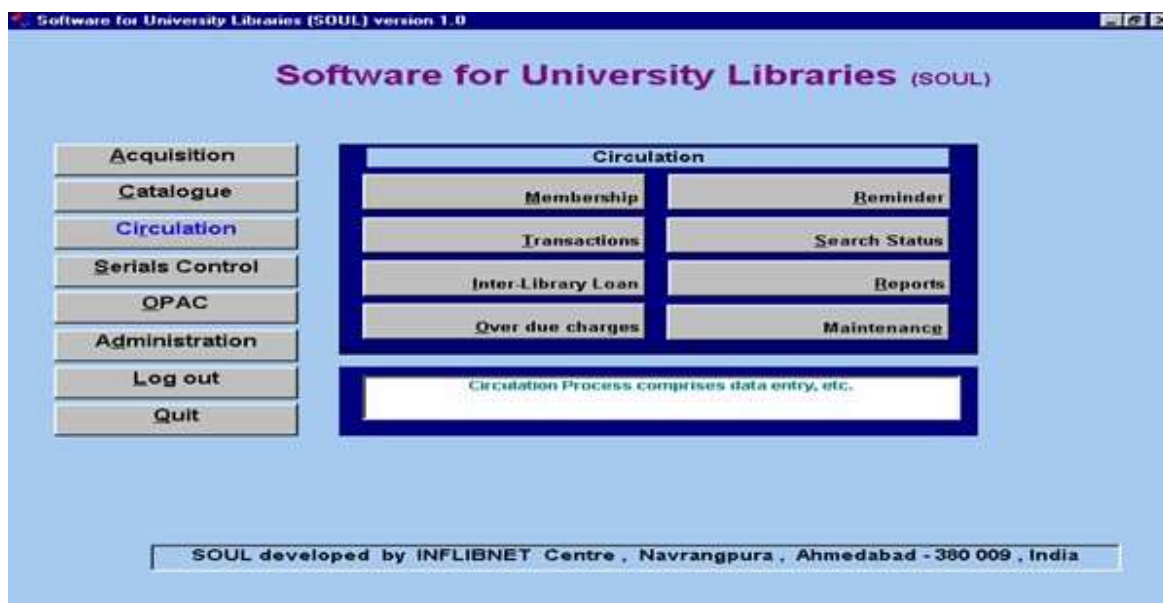 Software for University Libraries (SOUL) version 1.0
Software for University Libraries (SOUL)
Acquisition
Catalogue
Circulation
Serials Control
OPAC
Administration
Log out
Quit
Circulation
Membership
Reminder
Transactions
Search Status
Inter-Library Loan
Reports
Over due charges
Maintenance
Circulation Process comprises data entry, etc.
SOUL developed by INFLIBNET Centre , Navrangpura , Ahmedabad - 380 009 , India